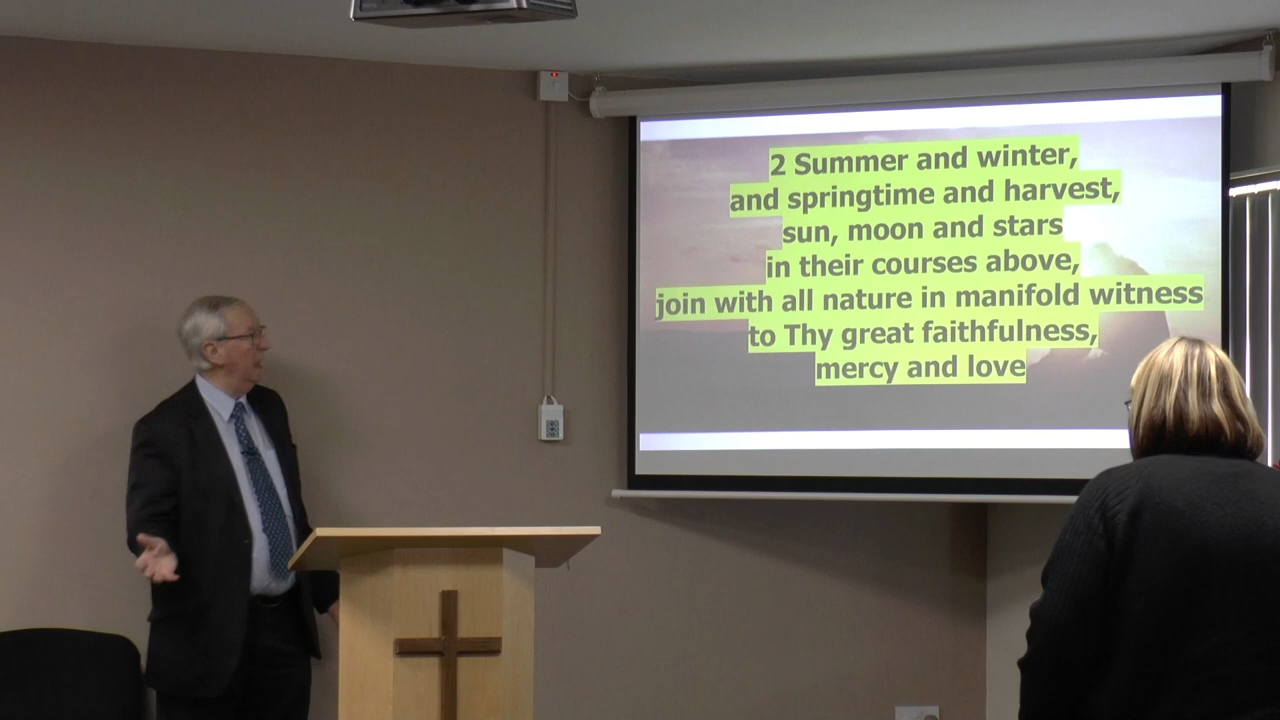 2 Summer and winter,
and springtime and harvest,
sun, moon and stars
in their courses above,
join with all nature in manifold witness
to Thy great faithfulness,
mercy and love